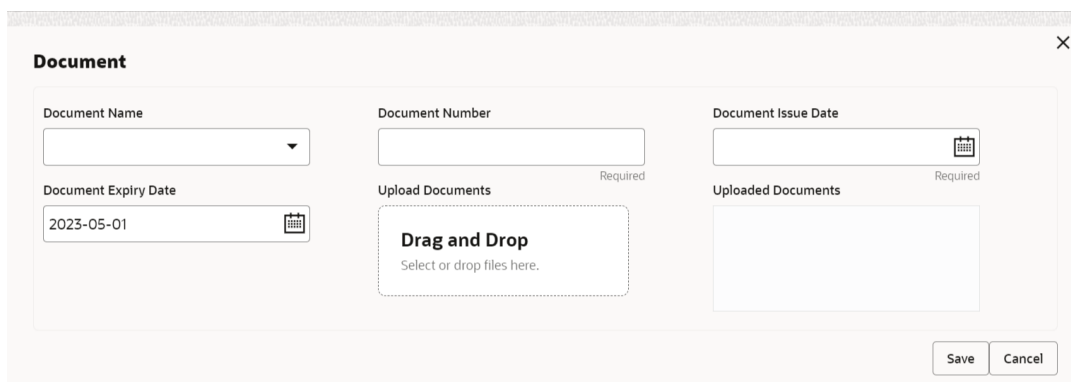 Document
Document Name
Document Number
Document Issue Date
Required
Required
Document Expiry Date
Upload Documents
Uploaded Documents
2023-05-01
Drag and Drop
Select or drop files here.
Save
Cancel